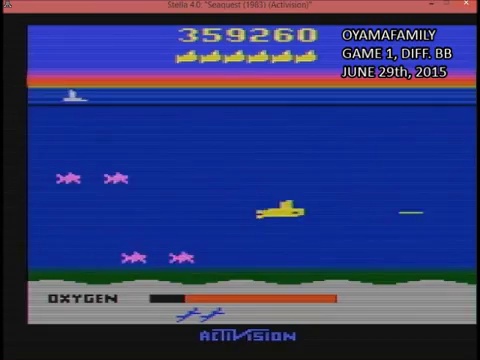 Stella 4.0: "Seaquest (1983) (Activision)"
359260
OYAMAFAMILY
GAME 1, DIFF. BB
JUNE 29th, 2015
OXYGEN
ACTIVISION